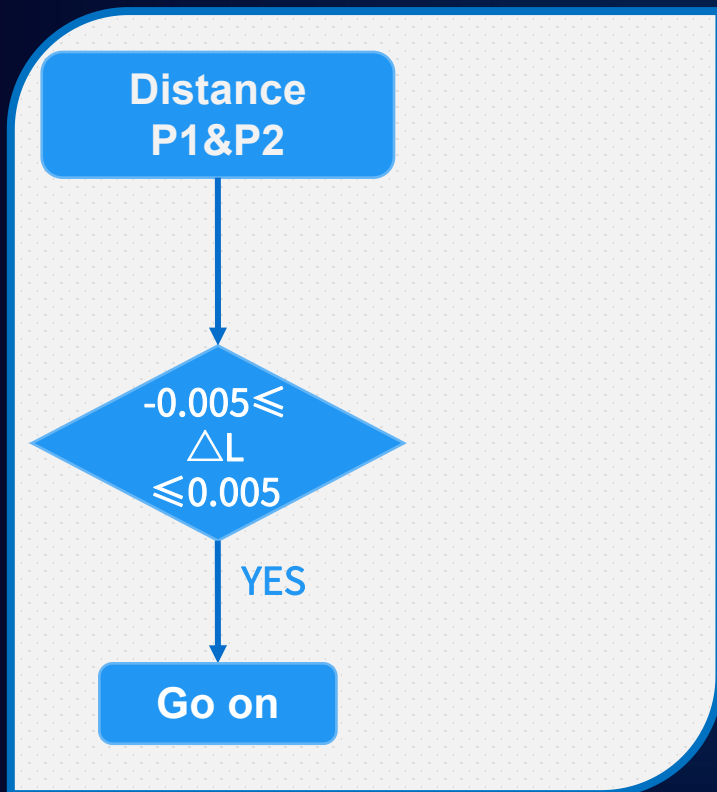 Distance
P1&P2
-0.005≤
△L
≤0.005
YES
Go on